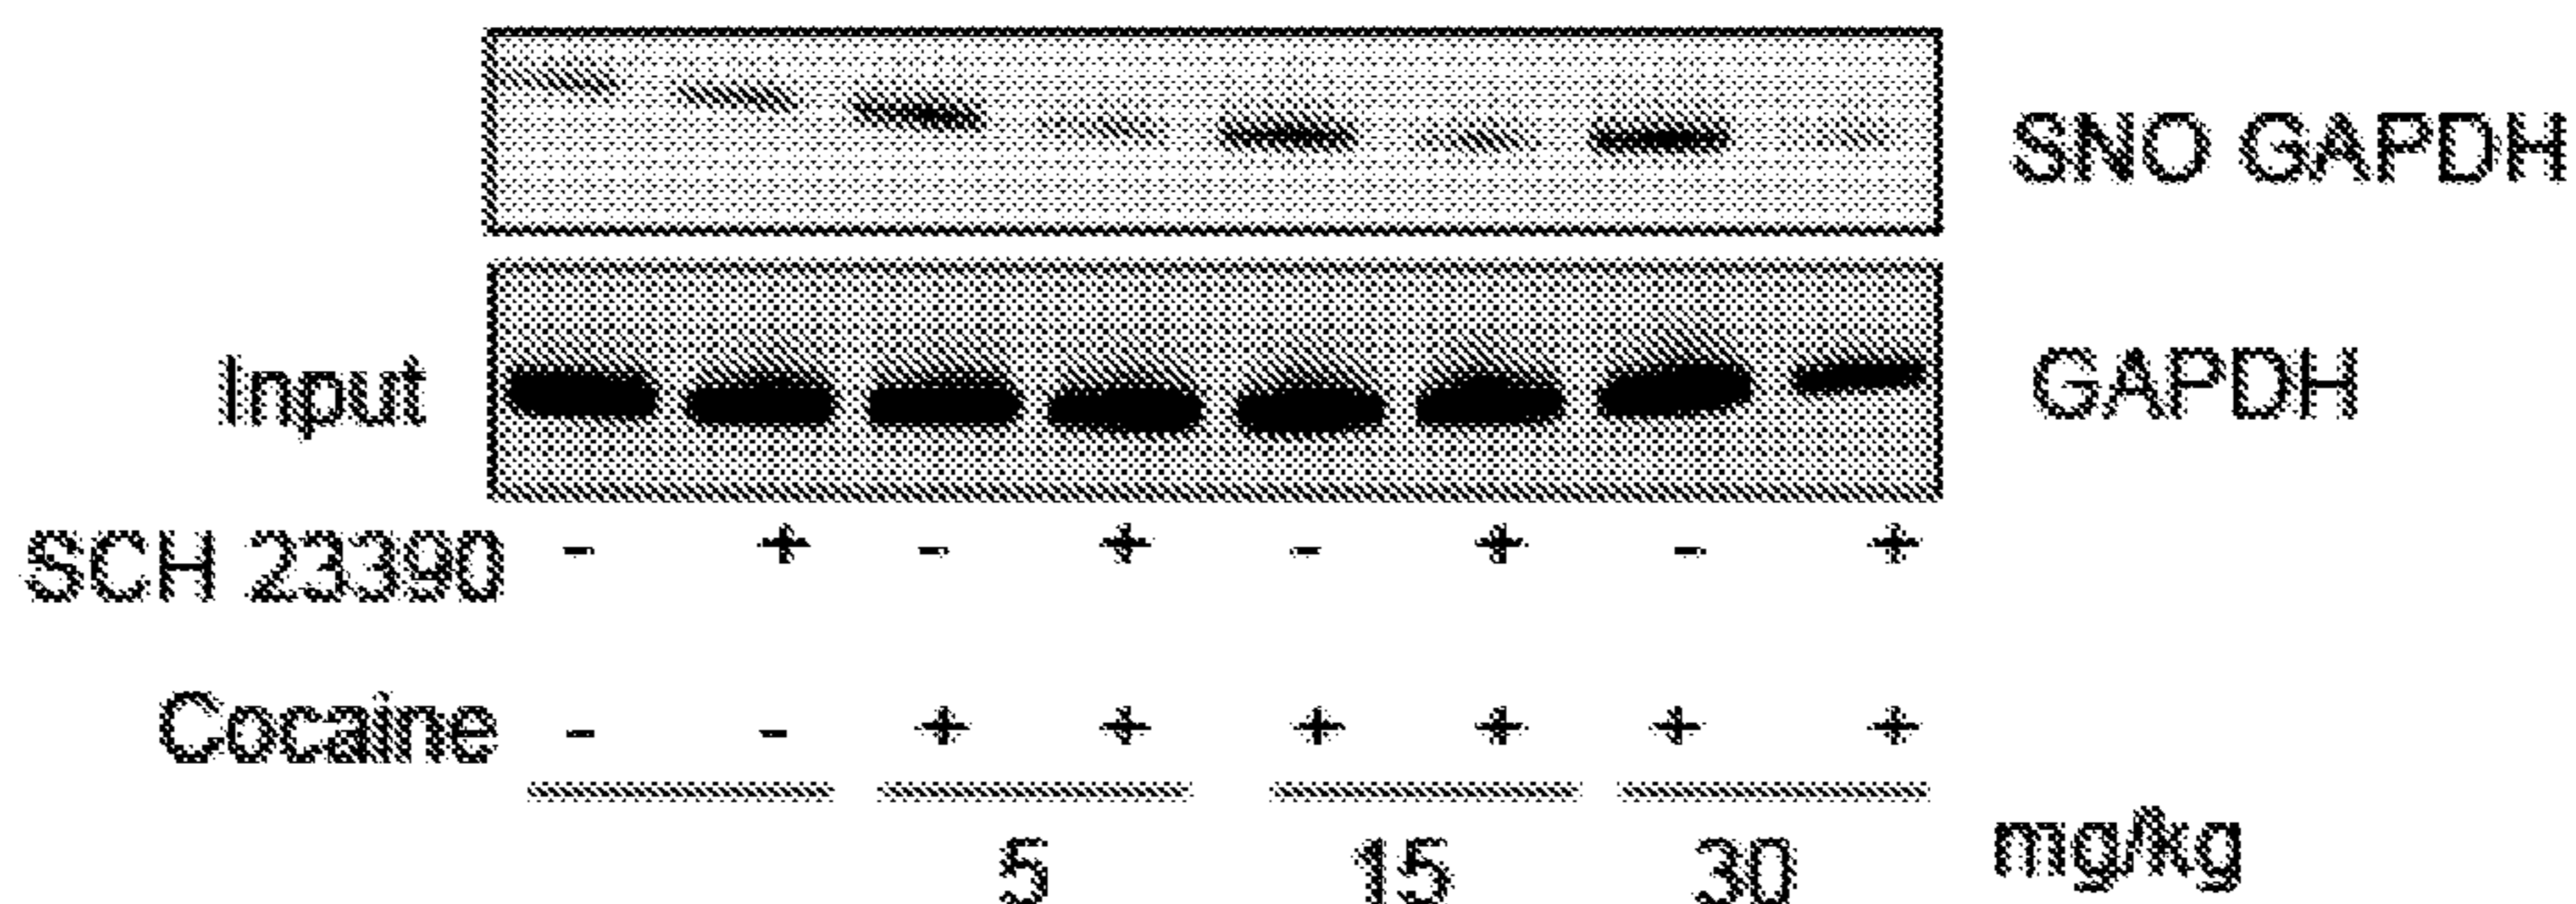 SNO GAPDH
Input GAPDH
SCH 23390 - + - + - + - +
Cocaine - - + + + + + +
5 15 30 mg/kg